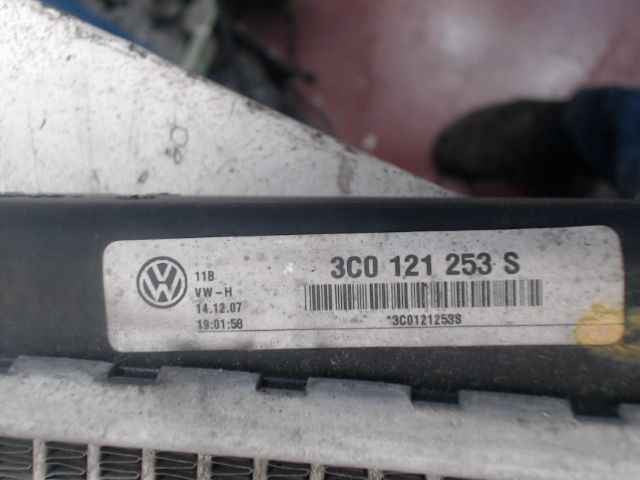 3C0 121 253 S
11B
VW-H
14.12.07
19:01:58
*3C0121253S